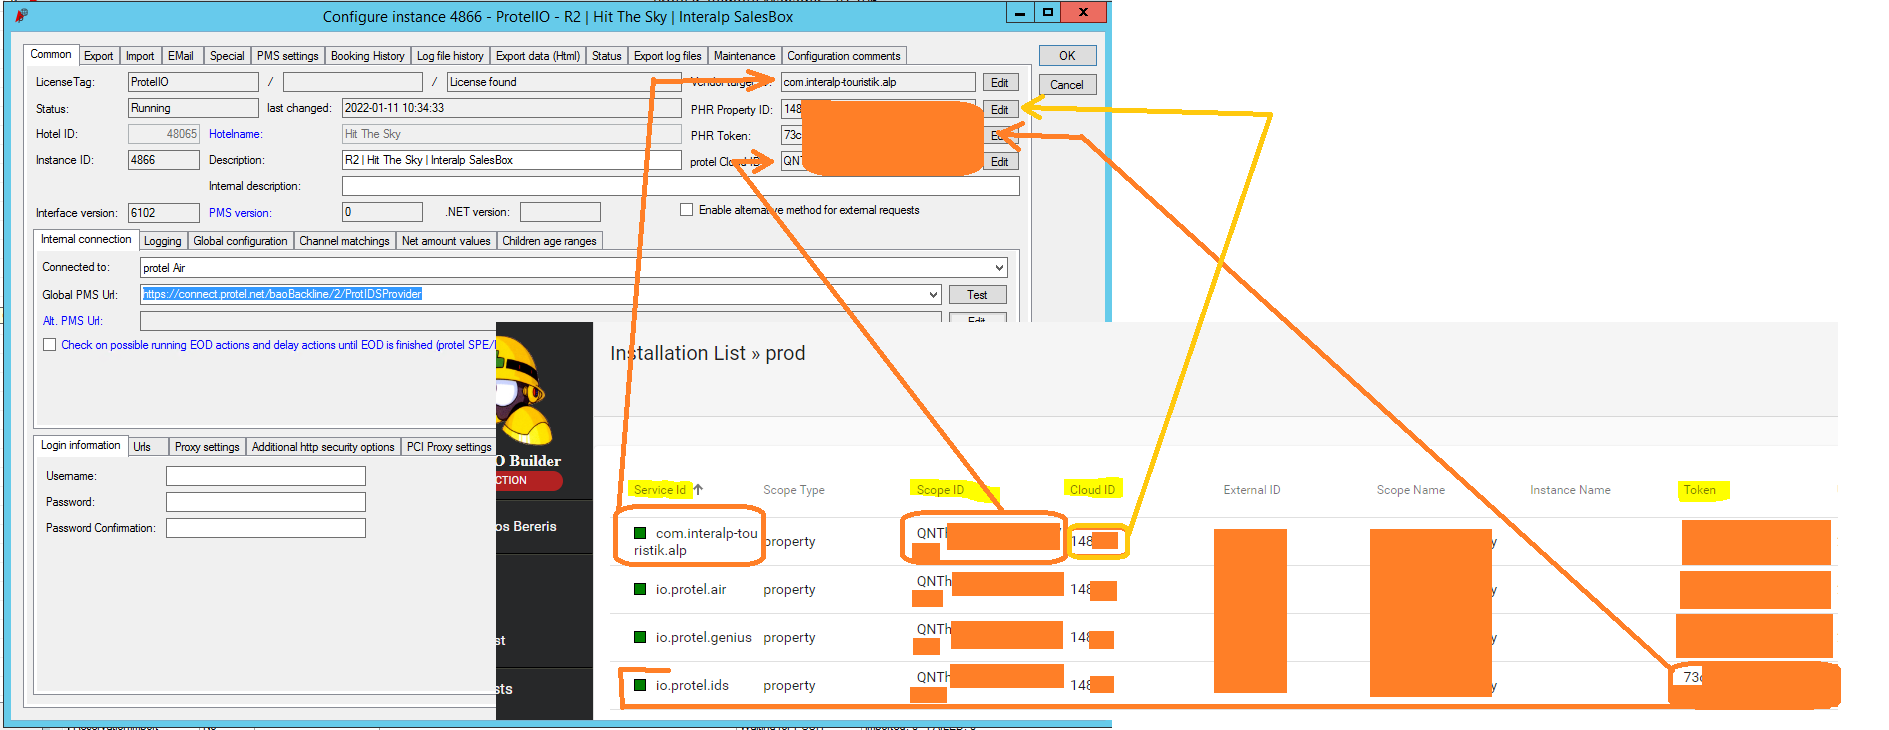 Configure instance 4866 - ProtelIO - R2 | Hit The Sky | Interalp SalesBox
Common Export Import EMail Special PMS settings Booking History Log file history Export data (Html) Status Export log files Maintenance Configuration comments
OK
Cancel
LicenseTag: ProtelIO / / License found
com.interalp-touristik.alp Edit
Status: Running last changed: 2022-01-11 10:34:33 PHR Property ID: 148 Edit
Hotel ID: 48065 Hotelname: Hit The Sky PHR Token: 73c
Instance ID: 4866 Description: R2 | Hit The Sky | Interalp SalesBox protel Cloud ID: QNT Edit
Internal description:
Interface version: 6102 PMS version: 0 .NET version: Enable alternative method for external requests
Internal connection Logging Global configuration Channel matchings Net amount values Children age ranges
Connected to: protel Air
Global PMS Url: https://connect.protel.net/baoBackline/2/ProtIDSProvider Test
Alt. PMS Url:
Check on possible running EOD actions and delay actions until EOD is finished (protel SPE/
Login information Urls Proxy settings Additional http security options PCI Proxy settings
Username:
Password:
Password Confirmation:
Installation List » prod
O Builder
CTION
os Bereris
st
sts
Service Id Scope Type Scope ID Cloud ID External ID Scope Name Instance Name Token
com.interalp-tou
ristik.alp property QNTh 148 y
io.protel.air property QNTh 148
io.protel.genius property QNTh 148 y
io.protel.ids property QNTh 148 y 73c